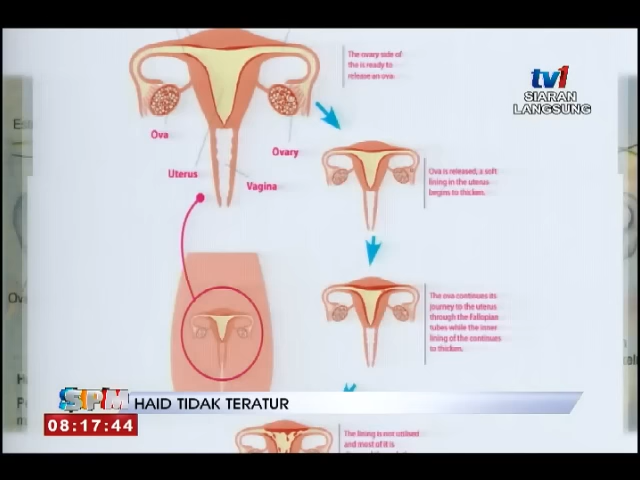 The ovary side of
the is ready to
release an ova.
tv1
SIARAN
LANGSUNG
Ova
Ovary
Uterus
Vagina
Ova is released, a soft
lining in the uterus
begins to thicken.
The ova continues its
journey to the uterus
through the Fallopian
tubes while the inner
lining of the continues
to thicken.
SPM HAID TIDAK TERATUR
08:17:44
The lining is not utilised
and most of it is